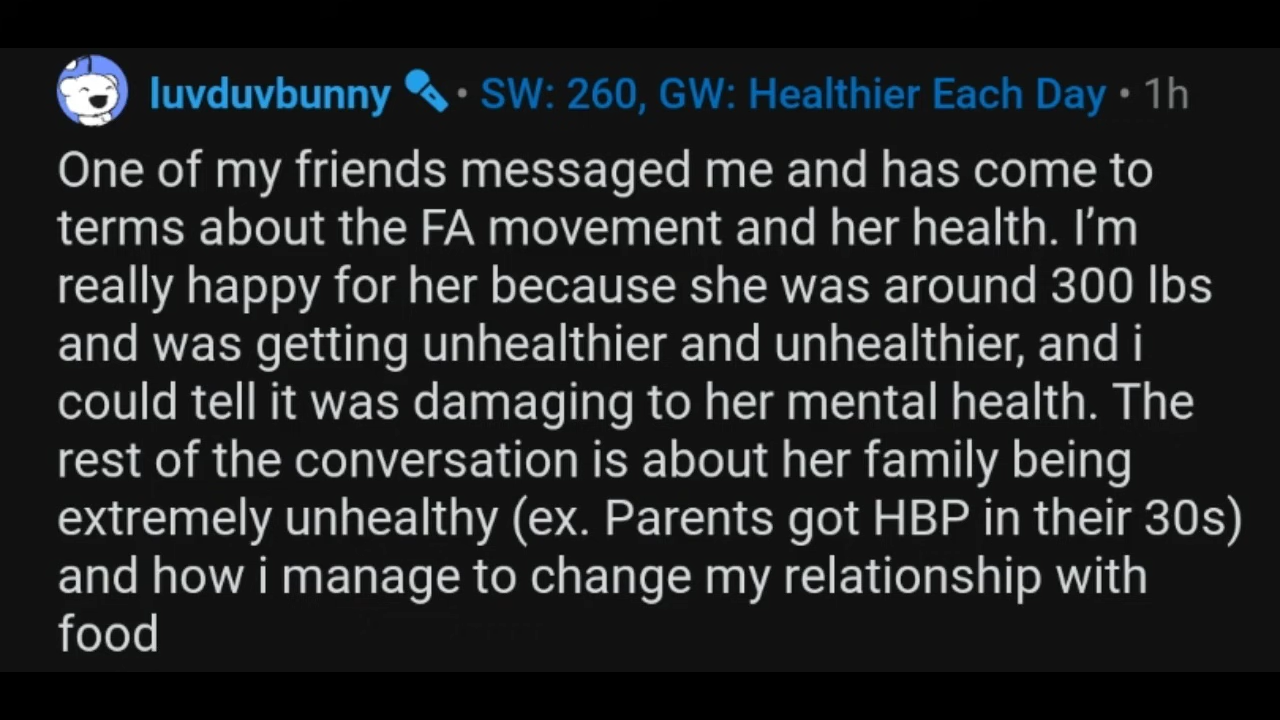 luvduvbunny • SW: 260, GW: Healthier Each Day • 1h
One of my friends messaged me and has come to
terms about the FA movement and her health. I’m
really happy for her because she was around 300 lbs
and was getting unhealthier and unhealthier, and i
could tell it was damaging to her mental health. The
rest of the conversation is about her family being
extremely unhealthy (ex. Parents got HBP in their 30s)
and how i manage to change my relationship with
food